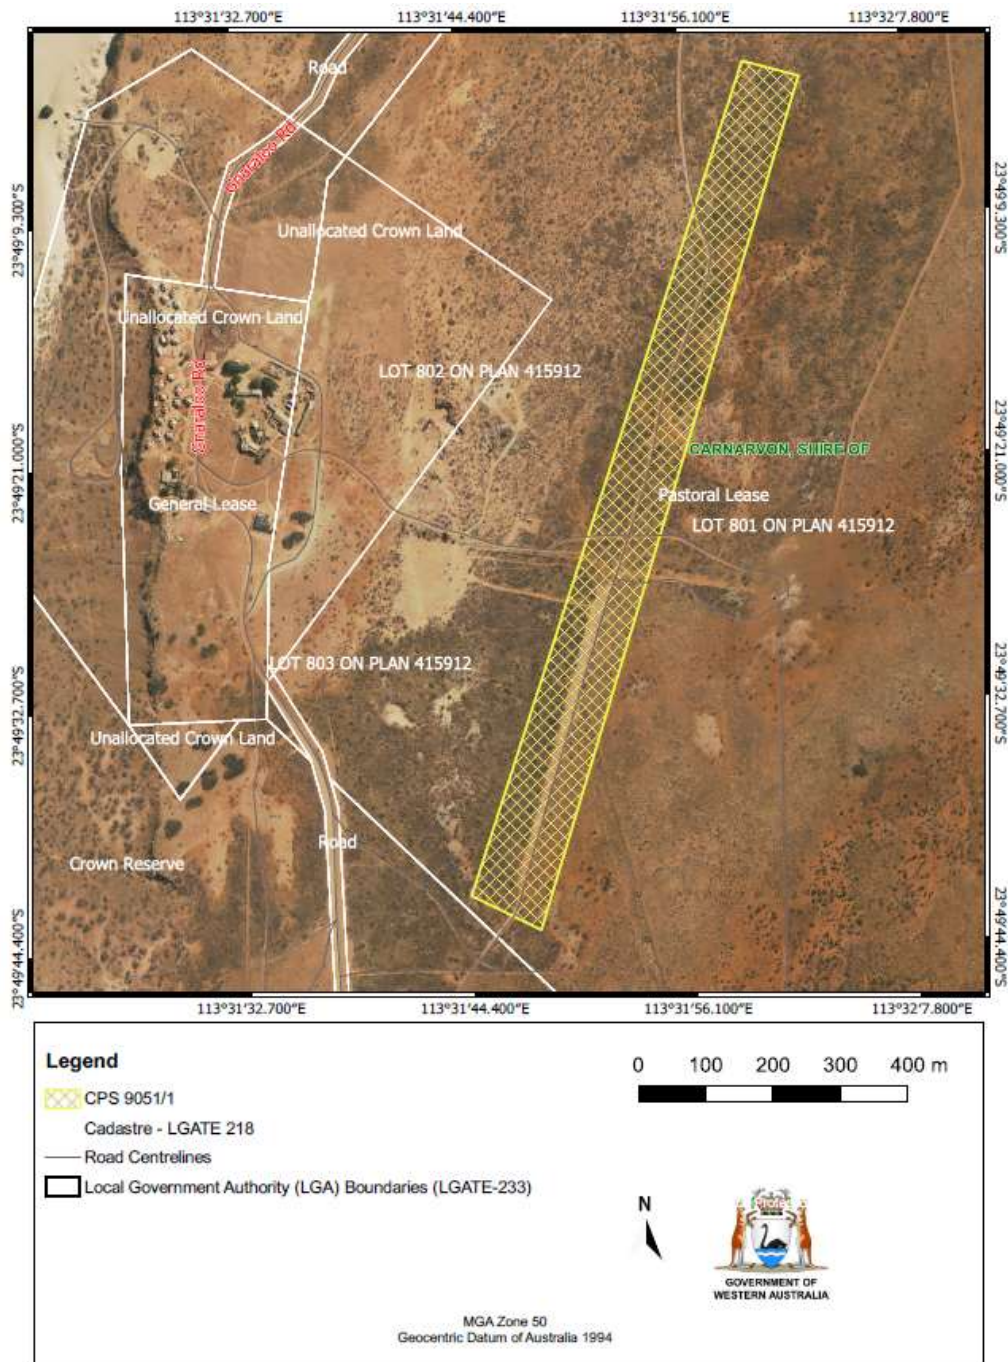 113°31'32.700"E 113°31'44.400"E 113°31'56.100"E 113°32'7.800"E
Road
Gnaraloo Rd
23°49'9.300"S
23°49'9.300"S
Unallocated Crown Land
Unallocated Crown Land
LOT 802 ON PLAN 415912
Gnaraloo Rd
CARNARVON, SHIRE OF
23°49'21.000"S
23°49'21.000"S
General Lease
Pastoral Lease
LOT 801 ON PLAN 415912
LOT 803 ON PLAN 415912
23°49'32.700"S
23°49'32.700"S
Unallocated Crown Land
Road
Crown Reserve
23°49'44.400"S
23°49'44.400"S
113°31'32.700"E 113°31'44.400"E 113°31'56.100"E 113°32'7.800"E
Legend
CPS 9051/1
Cadastre - LGATE 218
Road Centrelines
Local Government Authority (LGA) Boundaries (LGATE-233)
0 100 200 300 400 m
N
GOVERNMENT OF
WESTERN AUSTRALIA
MGA Zone 50
Geocentric Datum of Australia 1994